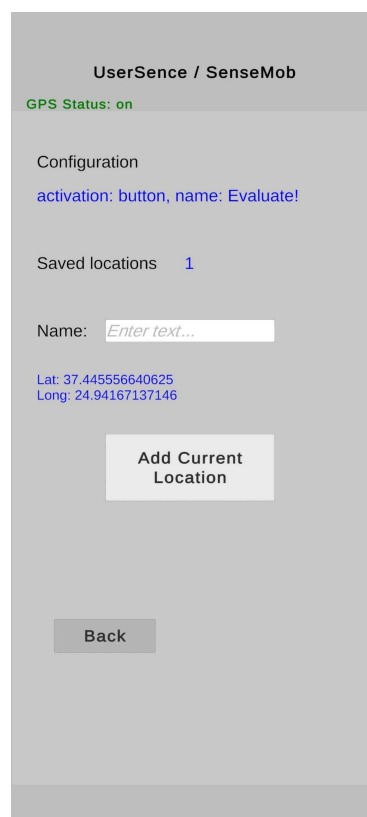 UserSence / SenseMob
GPS Status: on
Configuration
activation: button, name: Evaluate!
Saved locations 1
Name: Enter text...
Lat: 37.445556640625
Long: 24.94167137146
Add Current
Location
Back